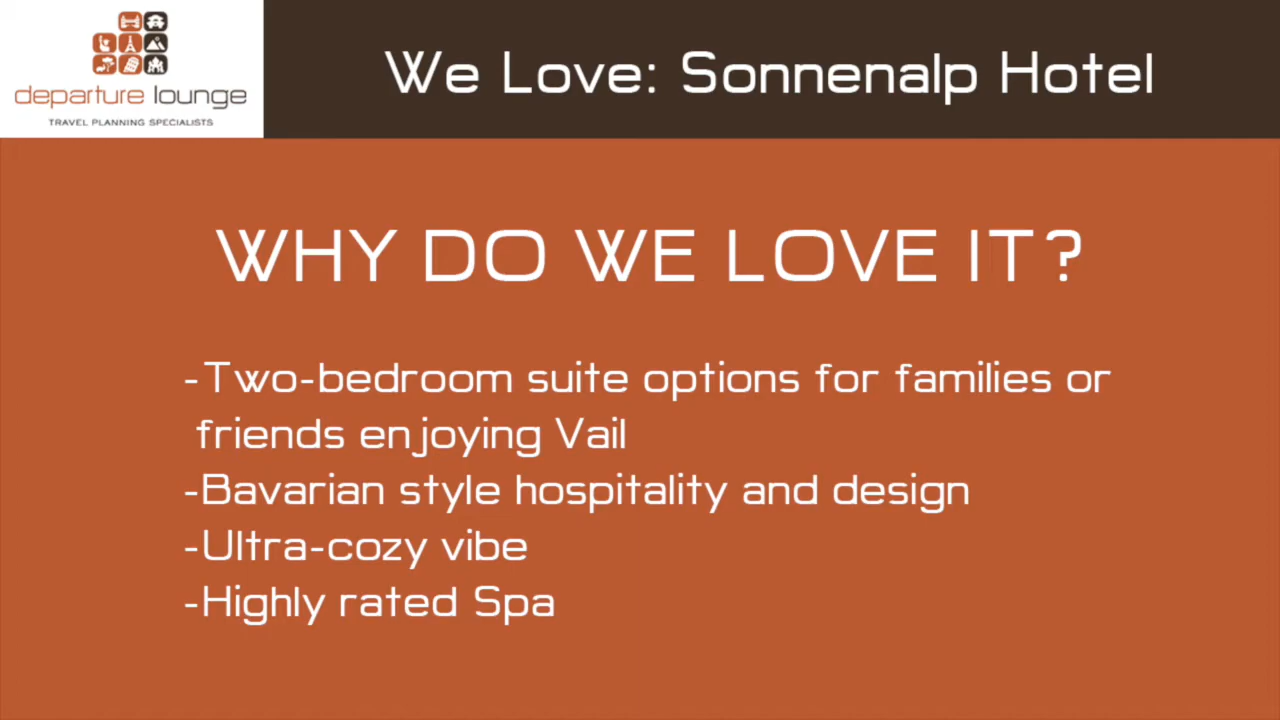 departure lounge
TRAVEL PLANNING SPECIALISTS
We Love: Sonnenalp Hotel
WHY DO WE LOVE IT?
-Two-bedroom suite options for families or
friends enjoying Vail
-Bavarian style hospitality and design
-Ultra-cozy vibe
-Highly rated Spa